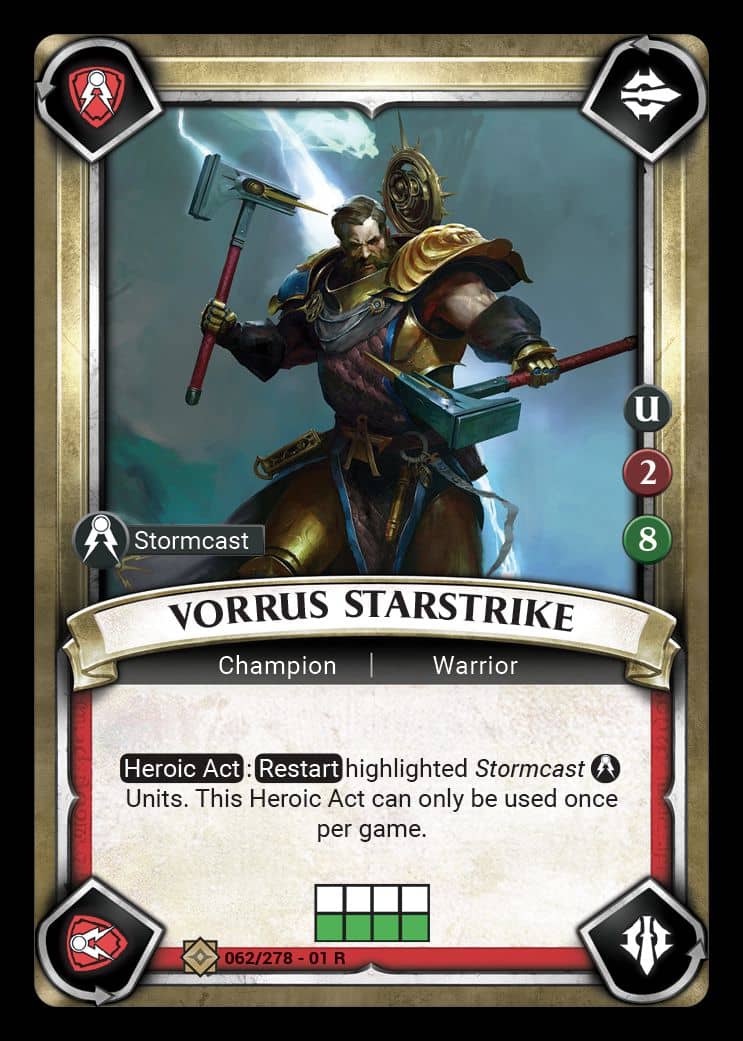 U
2
8
Stormcast
VORRUS STARSTRIKE
Champion | Warrior
Heroic Act : Restart highlighted Stormcast
Units. This Heroic Act can only be used once
per game.
062/278 - 01 R